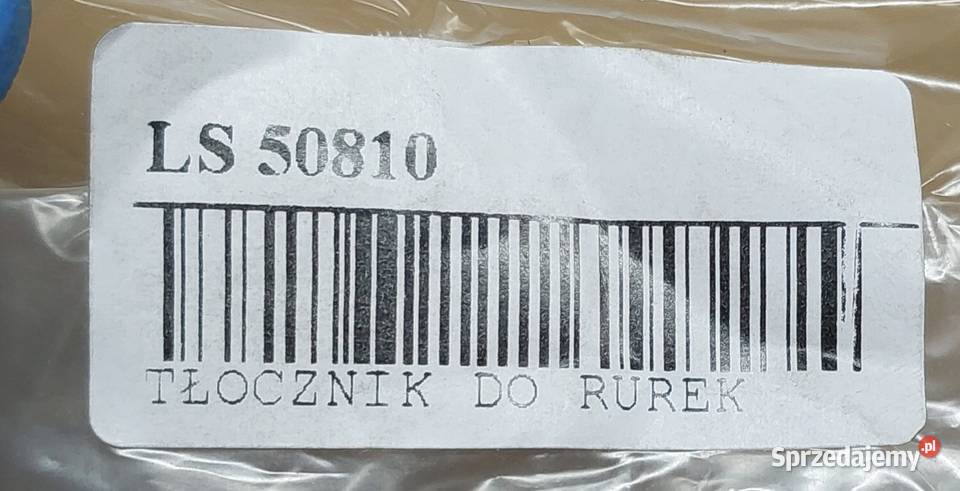 LS 50810
TŁOCZNIK DO RUREK
Sprzedajemy.pl